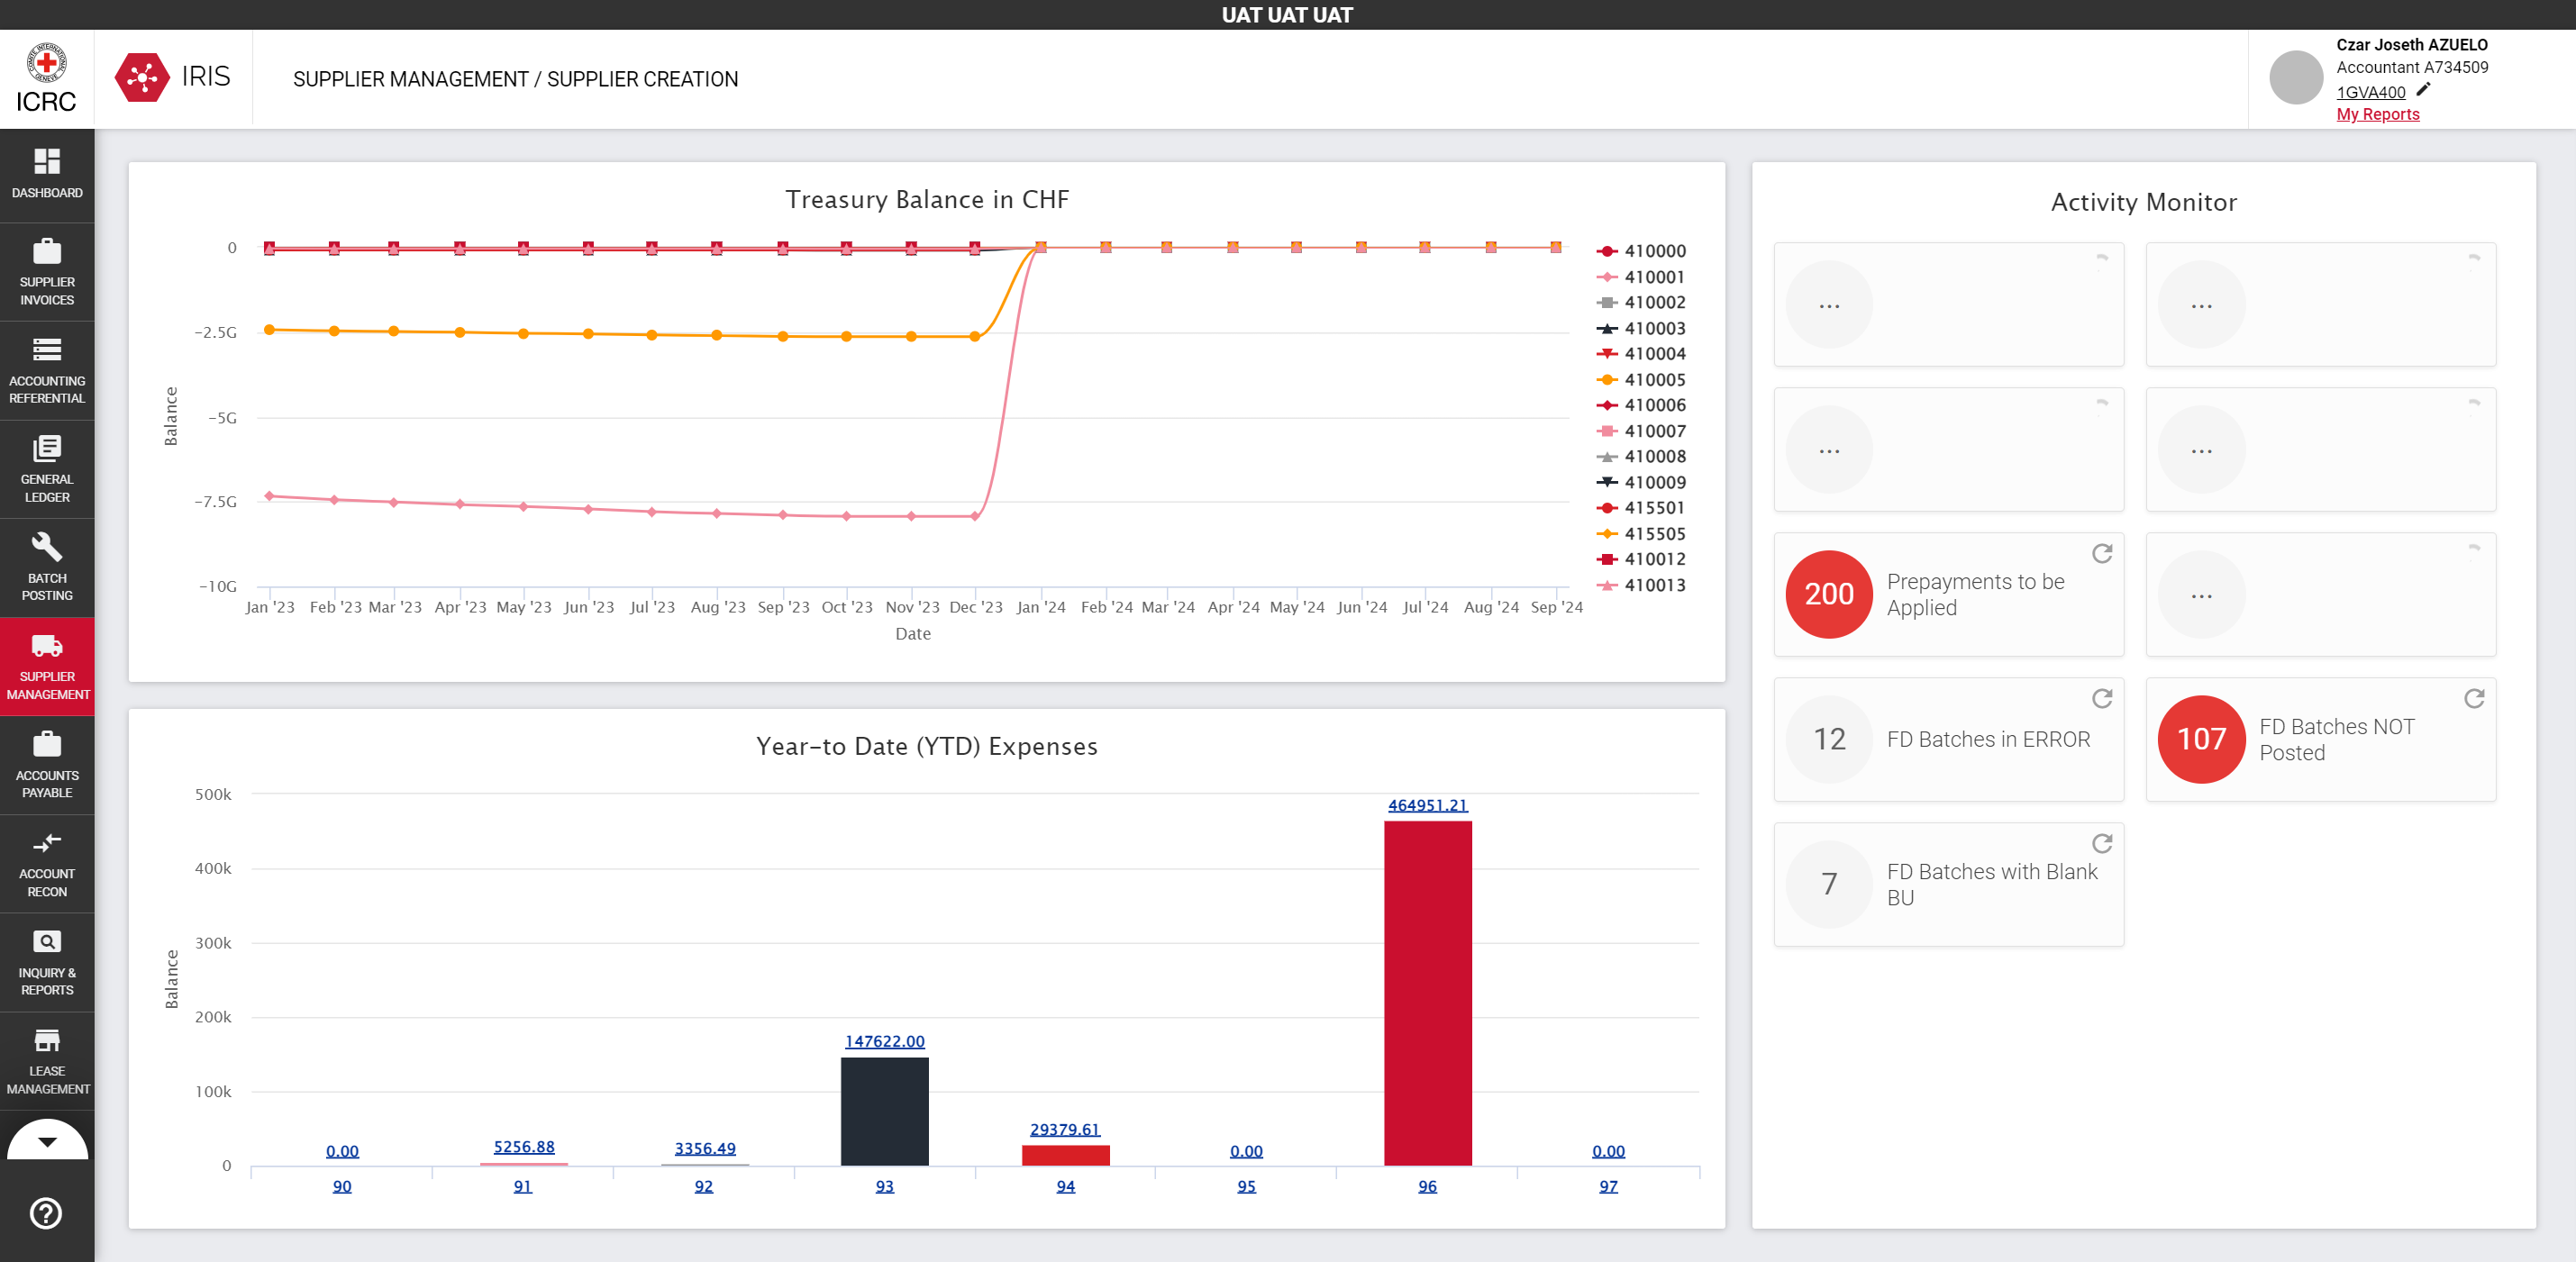 UAT UAT UAT
ICRC
IRIS
SUPPLIER MANAGEMENT / SUPPLIER CREATION
Czar Joseth AZUELO
Accountant A734509
1GVA400
My Reports
DASHBOARD
SUPPLIER
INVOICES
ACCOUNTING
REFERENTIAL
GENERAL
LEDGER
BATCH
POSTING
SUPPLIER
MANAGEMENT
ACCOUNTS
PAYABLE
ACCOUNT
RECON
INQUIRY &
REPORTS
LEASE
MANAGEMENT
Treasury Balance in CHF
0
−2.5G
−5G
−7.5G
−10G
Balance
Jan '23 Feb '23 Mar '23 Apr '23 May '23 Jun '23 Jul '23 Aug '23 Sep '23 Oct '23 Nov '23 Dec '23 Jan '24 Feb '24 Mar '24 Apr '24 May '24 Jun '24 Jul '24 Aug '24 Sep '24
Date
410000
410001
410002
410003
410004
410005
410006
410007
410008
410009
415501
415505
410012
410013
Year-to Date (YTD) Expenses
500k
400k
300k
200k
100k
0
Balance
0.00 5256.88 3356.49 147622.00 29379.61 0.00 464951.21 0.00
90 91 92 93 94 95 96 97
Activity Monitor
... ...
... ...
200 Prepayments to be
Applied
...
12 FD Batches in ERROR
107 FD Batches NOT
Posted
7 FD Batches with Blank
BU